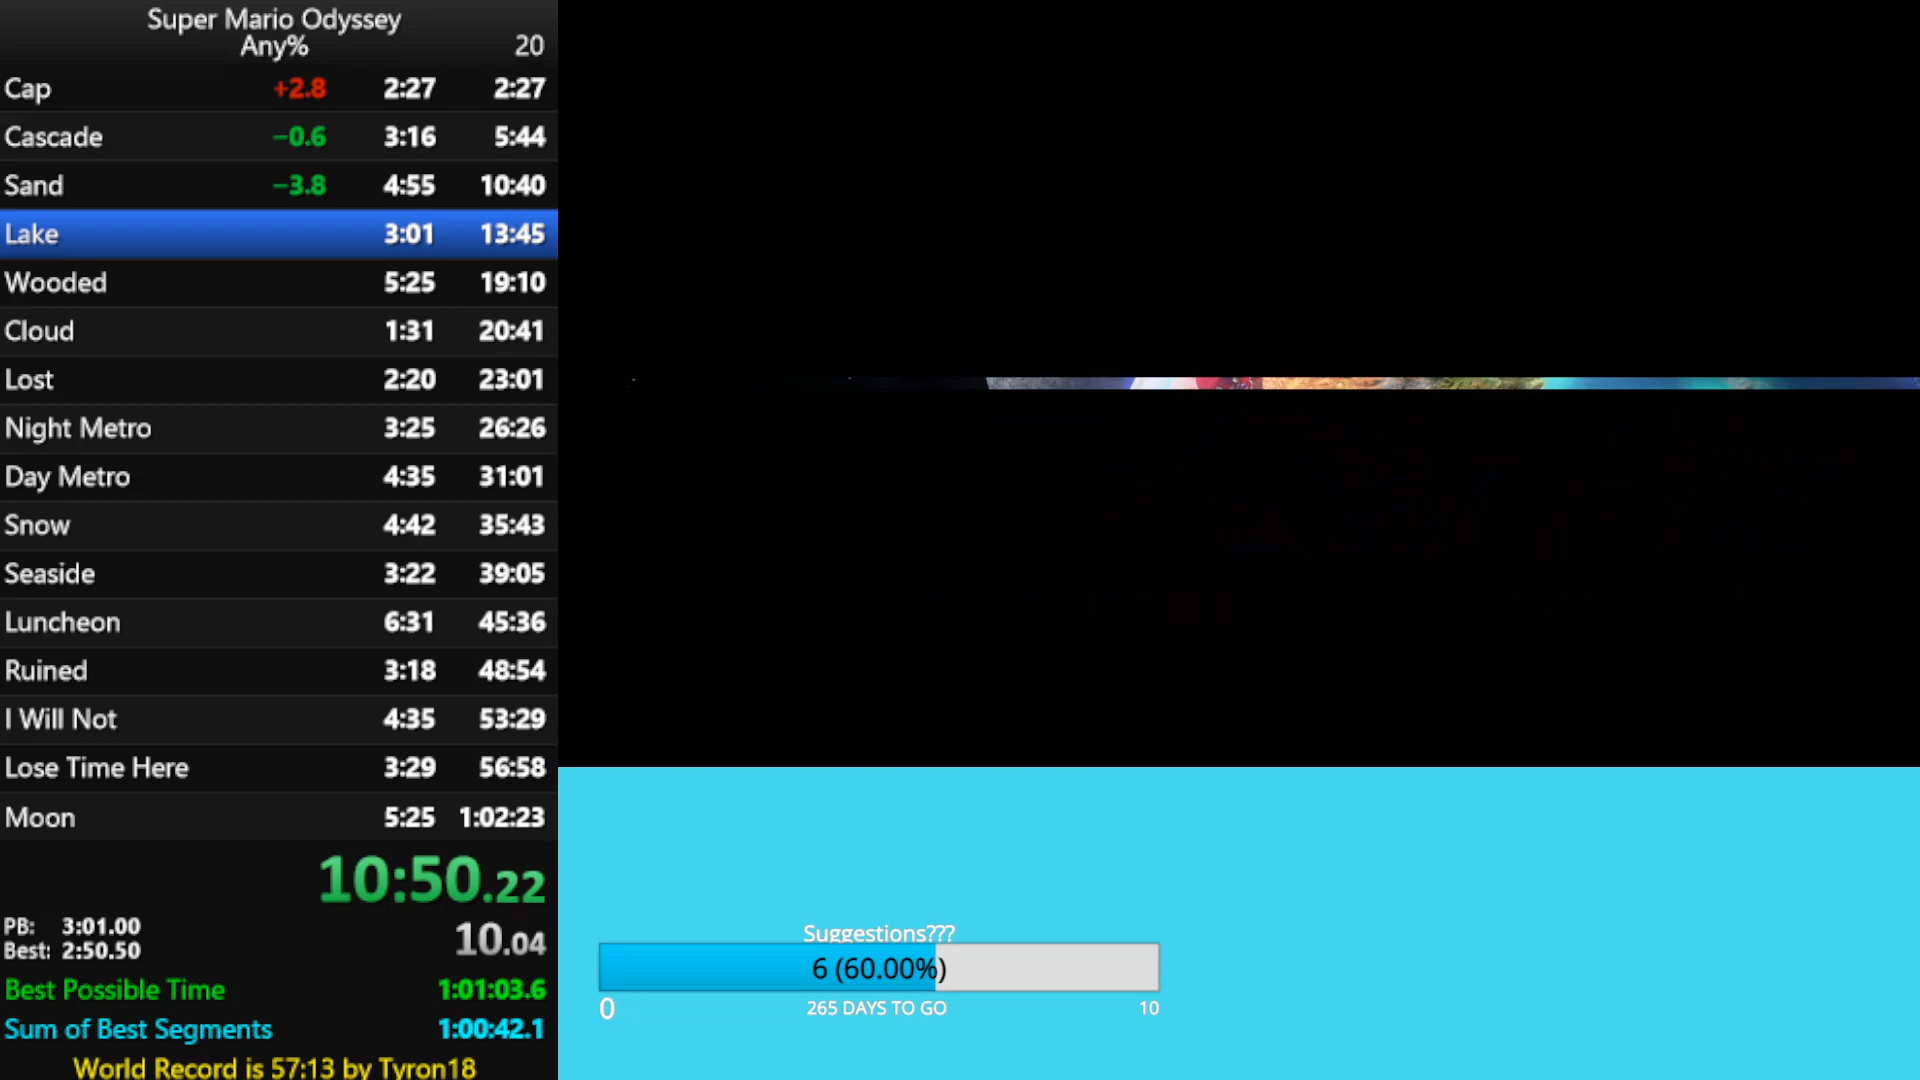 Super Mario Odyssey
Any% 20
Cap +2.8 2:27 2:27
Cascade −0.6 3:16 5:44
Sand −3.8 4:55 10:40
Lake 3:01 13:45
Wooded 5:25 19:10
Cloud 1:31 20:41
Lost 2:20 23:01
Night Metro 3:25 26:26
Day Metro 4:35 31:01
Snow 4:42 35:43
Seaside 3:22 39:05
Luncheon 6:31 45:36
Ruined 3:18 48:54
I Will Not 4:35 53:29
Lose Time Here 3:29 56:58
Moon 5:25 1:02:23
10:50.22
PB: 3:01.00
Best: 2:50.50
10.04
Best Possible Time 1:01:03.6
Sum of Best Segments 1:00:42.1
World Record is 57:13 by Tyron18
Suggestions???
6 (60.00%)
0 265 DAYS TO GO 10